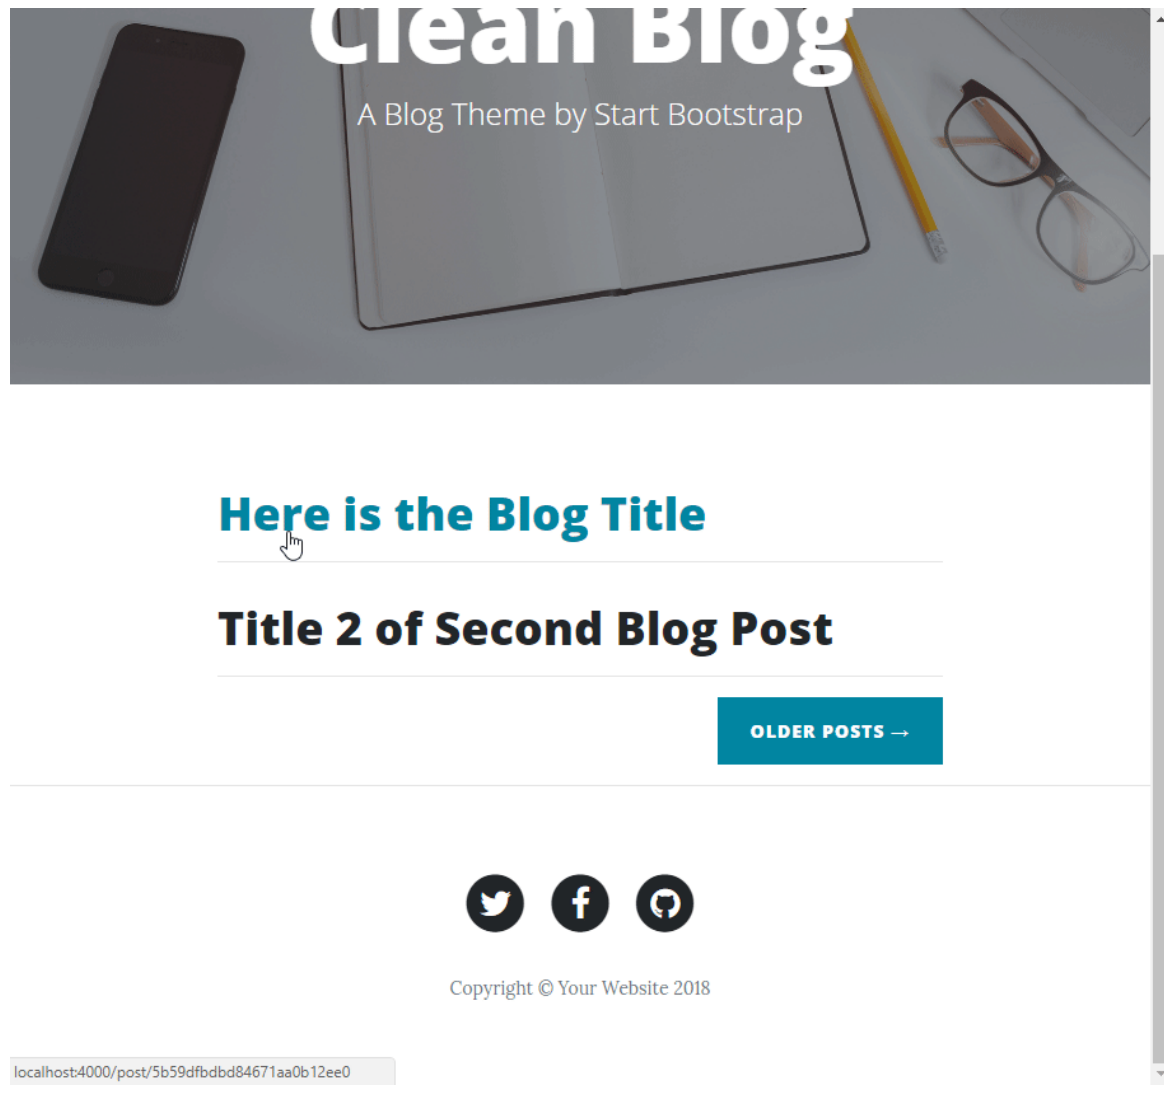 Clean Blog
A Blog Theme by Start Bootstrap
Here is the Blog Title
Title 2 of Second Blog Post
OLDER POSTS →
Copyright © Your Website 2018
localhost:4000/post/5b59dfbdbd84671aa0b12ee0